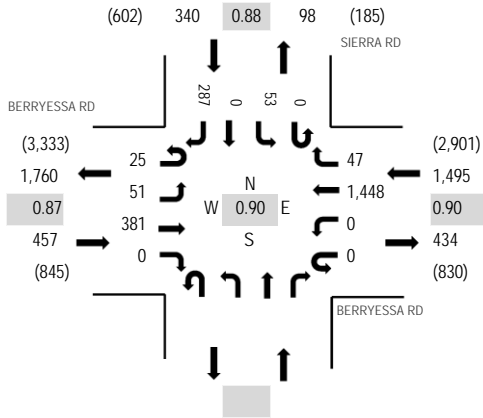 (602) 340 0.88 98 (185)
SIERRA RD
287 0 53 0
BERRYESSA RD
(3,333)
1,760
0.87
457
(845)
25
51
381
0
N
W 0.90 E
S
47
1,448
0
0
(2,901)
1,495
0.90
434
(830)
BERRYESSA RD